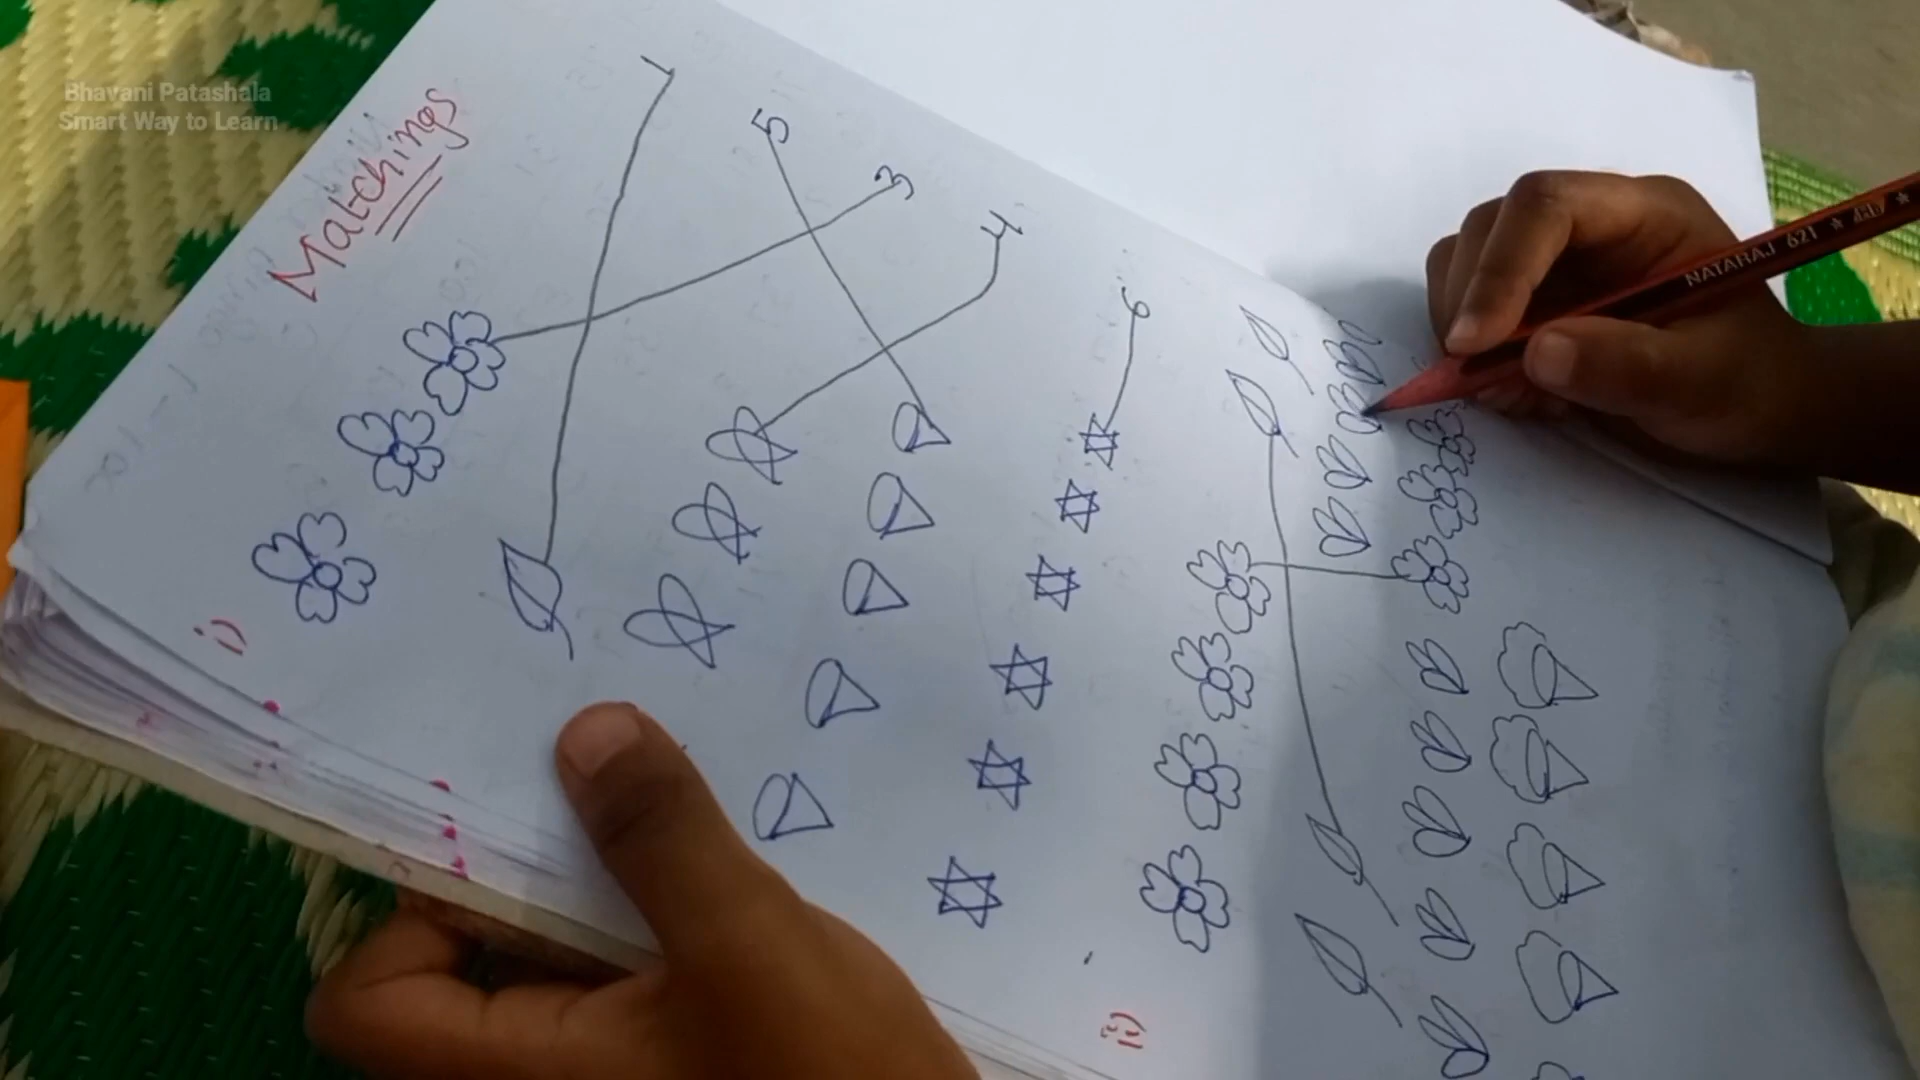 Bhavani Patashala
Smart Way to Learn
Matchings
i)
1
5
3
4
6
ii)
NATARAJ 621